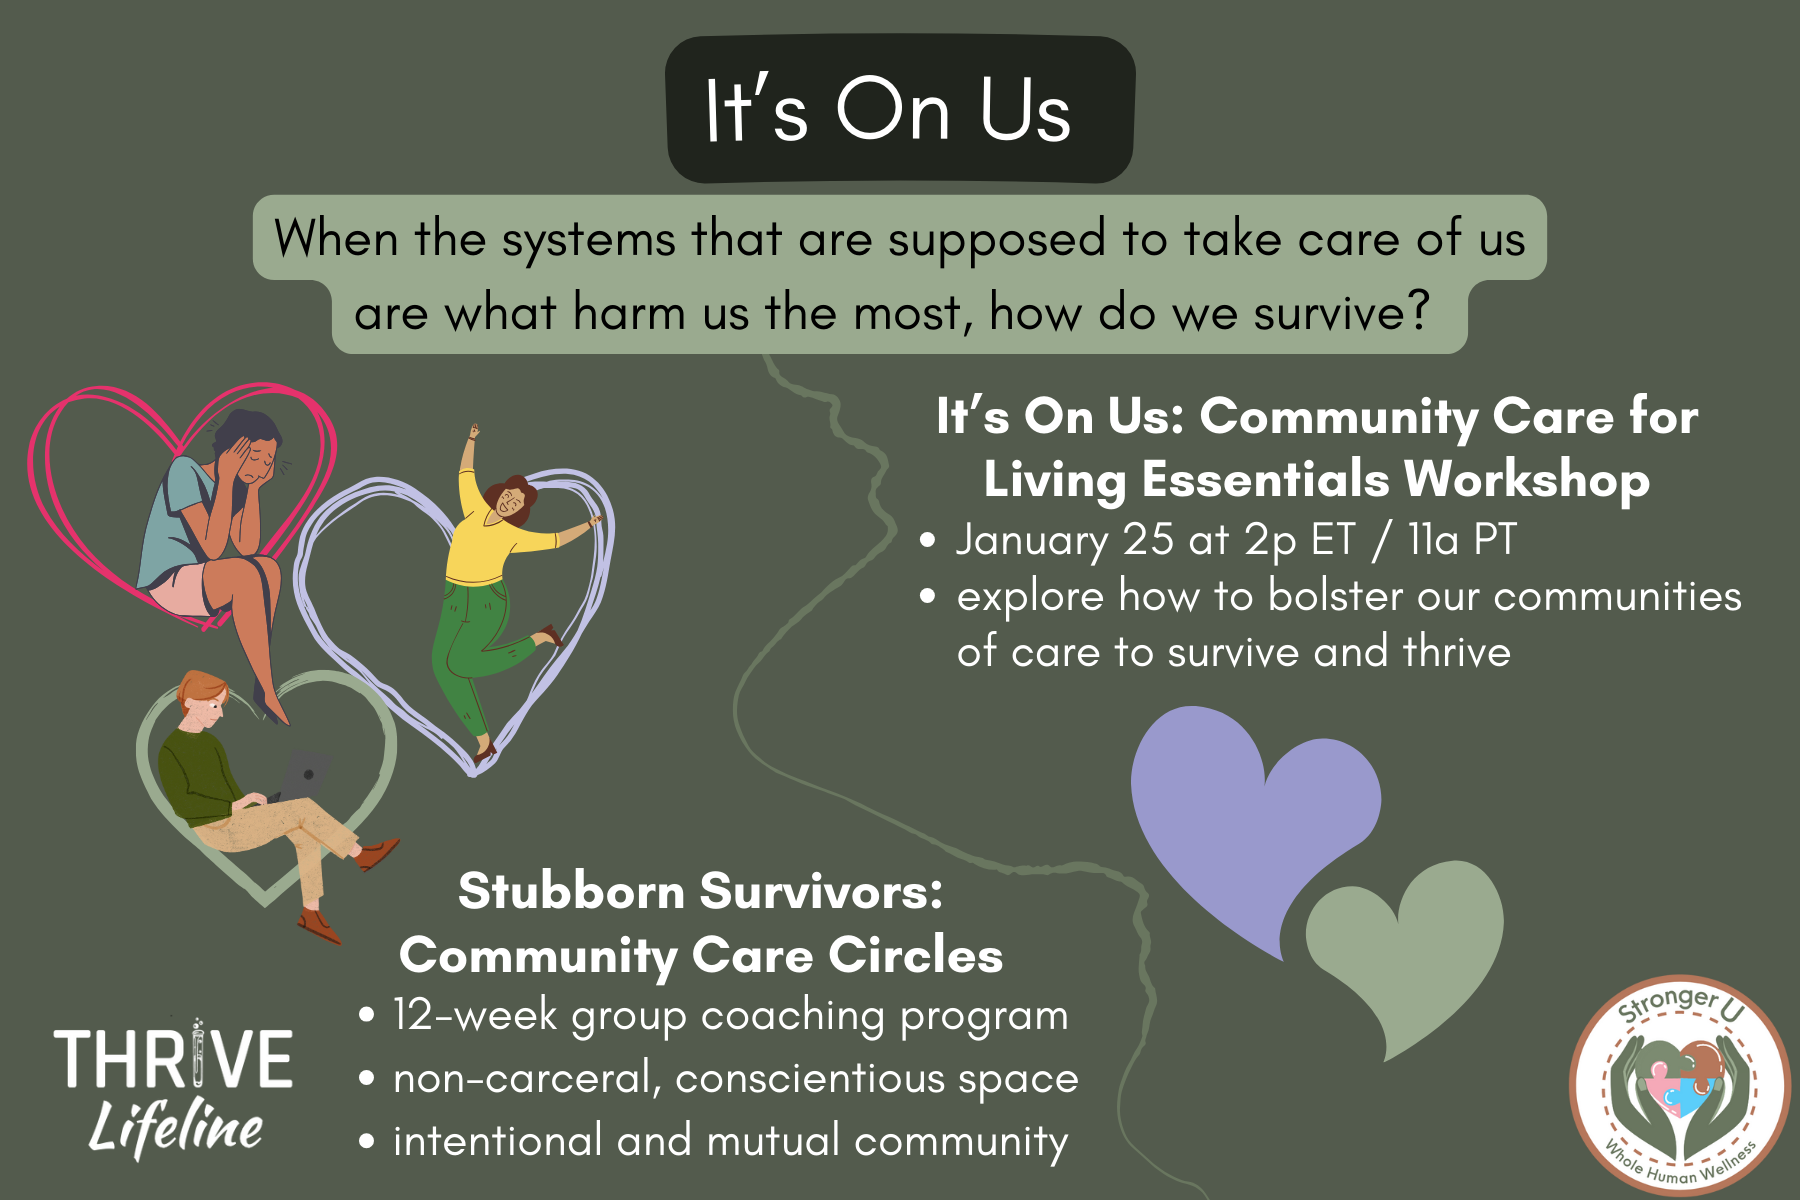 It's On Us
When the systems that are supposed to take care of us
are what harm us the most, how do we survive?
It's On Us: Community Care for
Living Essentials Workshop
• January 25 at 2p ET / 11a PT
• explore how to bolster our communities
of care to survive and thrive
Stubborn Survivors:
Community Care Circles
• 12-week group coaching program
• non-carceral, conscientious space
• intentional and mutual community
THRIVE
Lifeline
Stronger U
Whole Human Wellness